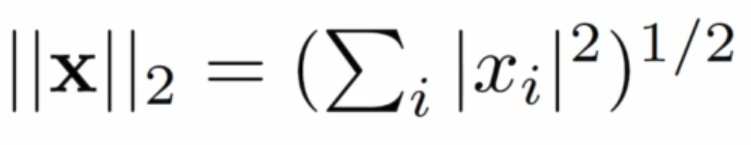 ||𝐱||₂ = (∑ᵢ |xᵢ|²)¹/²